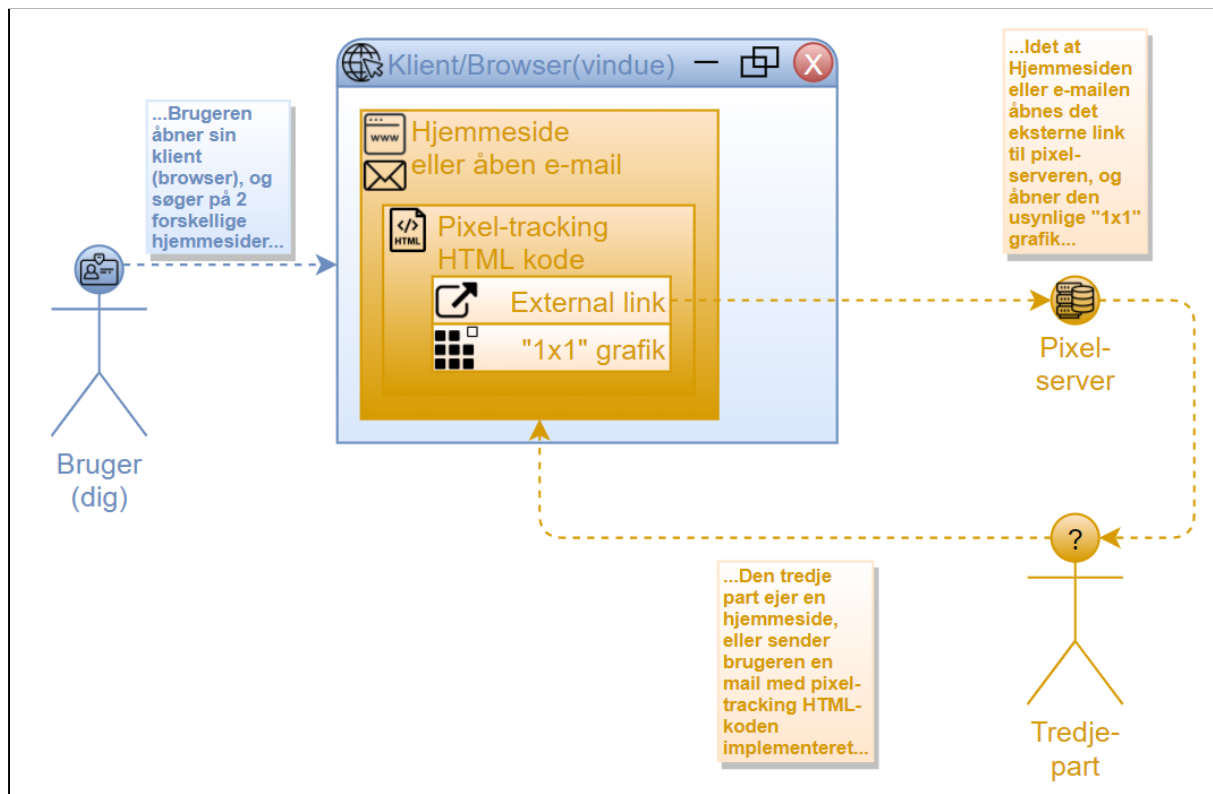 ...Brugeren
åbner sin
klient
(browser), og
søger på 2
forskellige
hjemmesider...
Bruger
(dig)
Klient/Browser(vindue)
X
www
Hjemmeside
eller åben e-mail
</>
HTML
Pixel-tracking
HTML kode
External link
"1x1" grafik
...Idet at
Hjemmesiden
eller e-mailen
åbnes det
eksterne link
til pixel-
serveren, og
åbner den
usynlige "1x1"
grafik...
Pixel-
server
...Den tredje
part ejer en
hjemmeside,
eller sender
brugeren en
mail med pixel-
tracking HTML-
koden
implementeret...
?
Tredje-
part